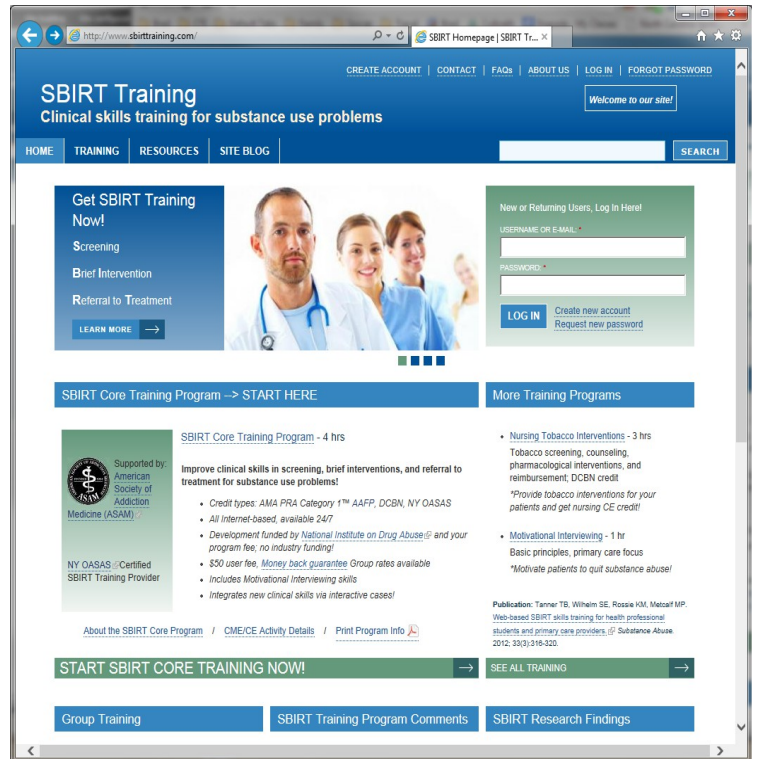 http://www.sbirttraining.com/
SBIRT Homepage | SBIRT Tr...
CREATE ACCOUNT | CONTACT | FAQs | ABOUT US | LOG IN | FORGOT PASSWORD
SBIRT Training
Clinical skills training for substance use problems
Welcome to our site!
HOME TRAINING RESOURCES SITE BLOG
SEARCH
Get SBIRT Training
Now!
Screening
Brief Intervention
Referral to Treatment
LEARN MORE
New or Returning Users, Log In Here!
USERNAME OR E-MAIL: *
PASSWORD: *
LOG IN
Create new account
Request new password
SBIRT Core Training Program --> START HERE
Supported by:
American
Society of
Addiction
Medicine (ASAM)
ASAM
NY OASAS Certified
SBIRT Training Provider
SBIRT Core Training Program - 4 hrs
Improve clinical skills in screening, brief interventions, and referral to
treatment for substance use problems!
• Credit types: AMA PRA Category 1™ AAFP, DCBN, NY OASAS
• All Internet-based, available 24/7
• Development funded by National Institute on Drug Abuse and your
program fee; no industry funding!
• $50 user fee, Money back guarantee Group rates available
• Includes Motivational Interviewing skills
• Integrates new clinical skills via interactive cases!
About the SBIRT Core Program / CME/CE Activity Details / Print Program Info
START SBIRT CORE TRAINING NOW!
More Training Programs
• Nursing Tobacco Interventions - 3 hrs
Tobacco screening, counseling,
pharmacological interventions, and
reimbursement; DCBN credit
*Provide tobacco interventions for your
patients and get nursing CE credit!
• Motivational Interviewing - 1 hr
Basic principles, primary care focus
*Motivate patients to quit substance abuse!
Publication: Tanner TB, Wilhelm SE, Rossie KM, Metcalf MP.
Web-based SBIRT skills training for health professional
students and primary care providers. Substance Abuse.
2012; 33(3):316-320.
SEE ALL TRAINING
Group Training
SBIRT Training Program Comments
SBIRT Research Findings